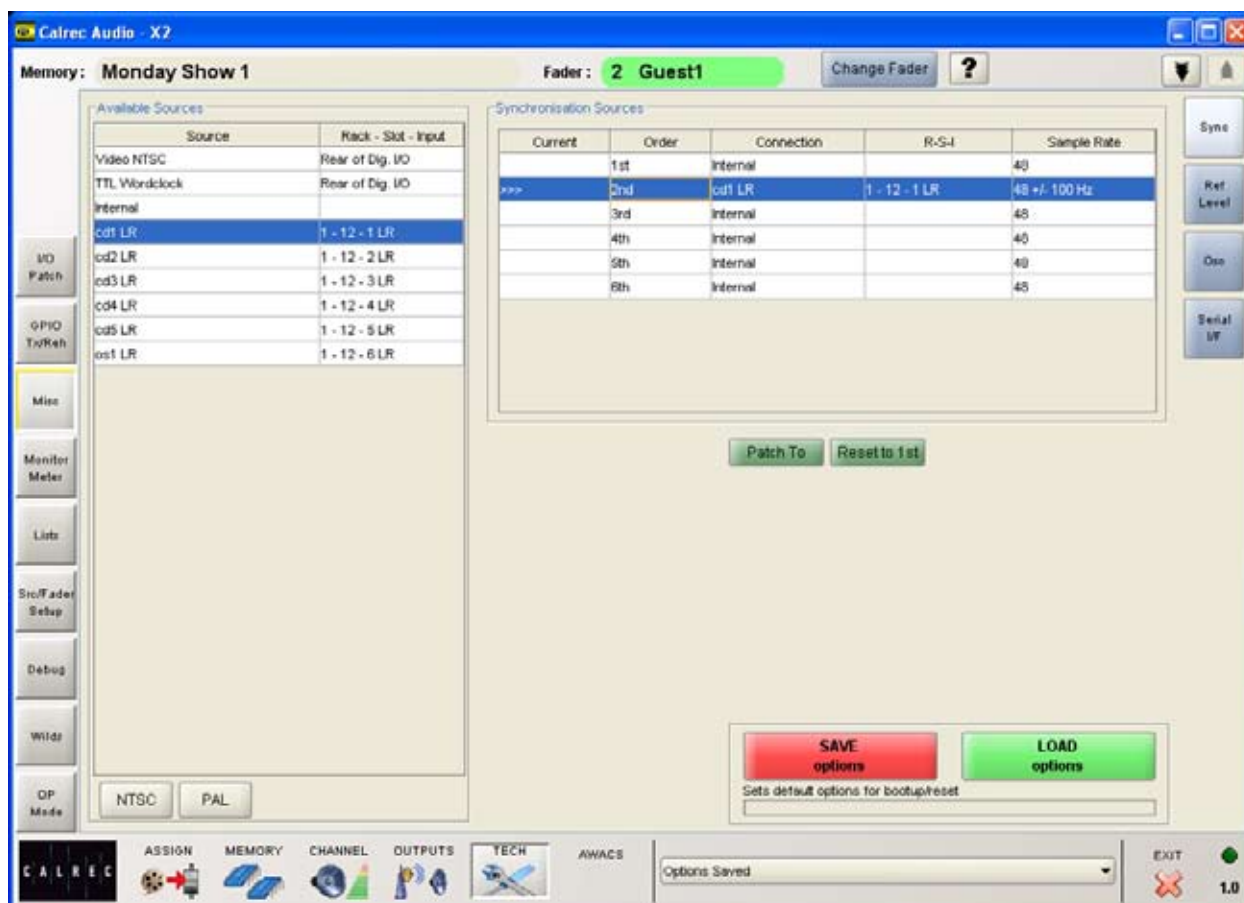 Calrec Audio - X2
Memory: Monday Show 1 Fader: 2 Guest1 Change Fader ?
Available Sources
Source Rack - Slot - Input
Video NTSC Rear of Dig. I/O
TTL Wordclock Rear of Dig. I/O
Internal
cd1 LR 1 - 12 - 1 LR
cd2 LR 1 - 12 - 2 LR
cd3 LR 1 - 12 - 3 LR
cd4 LR 1 - 12 - 4 LR
cd5 LR 1 - 12 - 5 LR
os1 LR 1 - 12 - 6 LR
NTSC PAL
Synchronisation Sources
Current Order Connection R-S-I Sample Rate
1st Internal 48
>>> 2nd cd1 LR 1 - 12 - 1 LR 48 +/- 100 Hz
3rd Internal 48
4th Internal 48
5th Internal 48
6th Internal 48
Patch To Reset to 1st
SAVE
options
LOAD
options
Sets default options for bootup/reset
I/O
Patch
GPIO
Tx/Reh
Misc
Monitor
Meter
Lists
Src/Fader
Setup
Debug
Wilds
OP
Mode
Sync
Ref
Level
Osc
Serial
I/F
CALREC ASSIGN MEMORY CHANNEL OUTPUTS TECH AWACS
Options Saved
EXIT
1.0